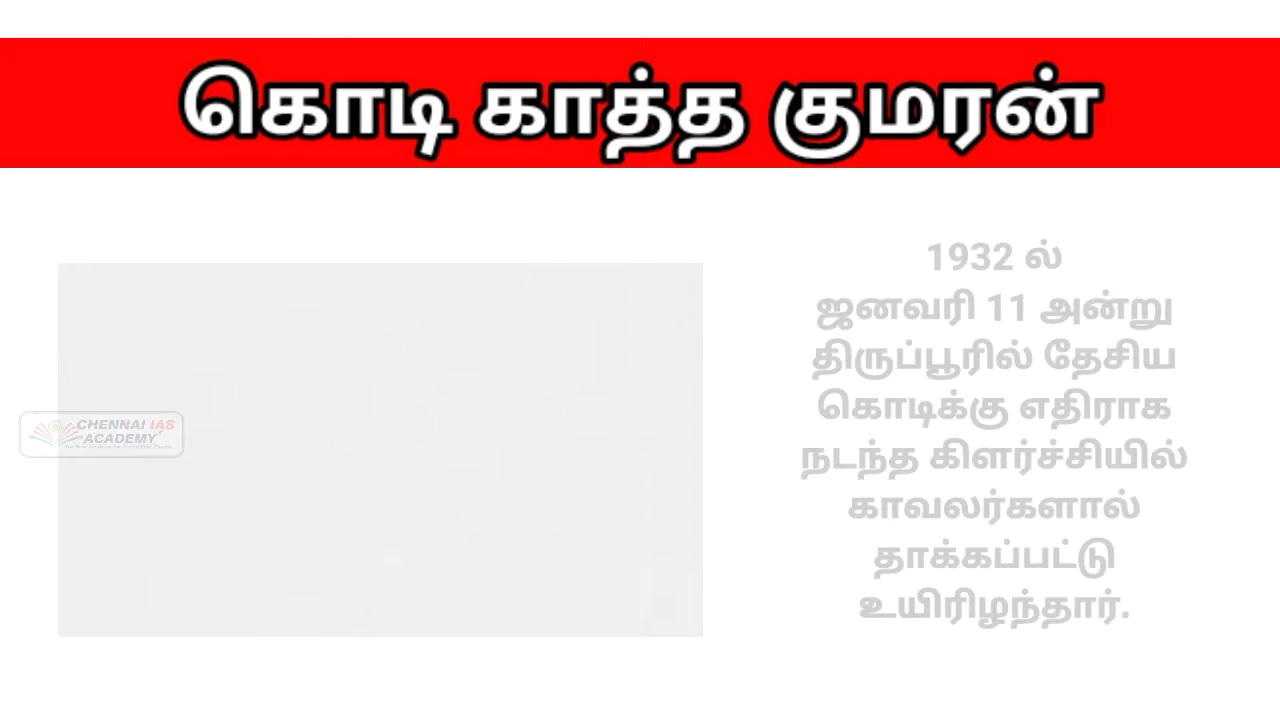 கொடி காத்த குமரன்
1932 ல்
ஜனவரி 11 அன்று
திருப்பூரில் தேசிய
கொடிக்கு எதிராக
நடந்த கிளர்ச்சியில்
காவலர்களால்
தாக்கப்பட்டு
உயிரிழந்தார்.
CHENNAI IAS
ACADEMY